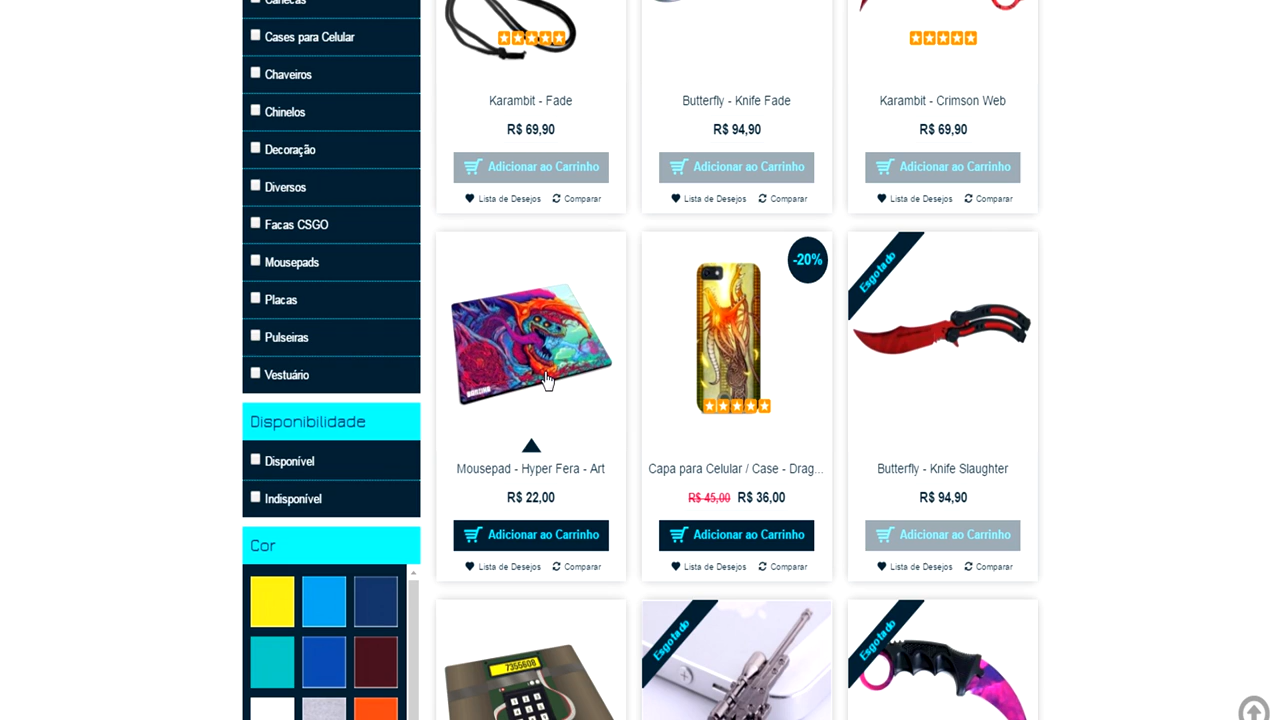 Canecas
Cases para Celular
Chaveiros
Chinelos
Decoração
Diversos
Facas CSGO
Mousepads
Placas
Pulseiras
Vestuário
Disponibilidade
Disponível
Indisponível
Cor
Karambit - Fade
R$ 69,90
Adicionar ao Carrinho
Lista de Desejos Comparar
Butterfly - Knife Fade
R$ 94,90
Adicionar ao Carrinho
Lista de Desejos Comparar
Karambit - Crimson Web
R$ 69,90
Adicionar ao Carrinho
Lista de Desejos Comparar
Mousepad - Hyper Fera - Art
R$ 22,00
Adicionar ao Carrinho
Lista de Desejos Comparar
-20%
Capa para Celular / Case - Drag...
R$ 45,00 R$ 36,00
Adicionar ao Carrinho
Lista de Desejos Comparar
Esgotado
Butterfly - Knife Slaughter
R$ 94,90
Adicionar ao Carrinho
Lista de Desejos Comparar
7355608
Esgotado
Esgotado